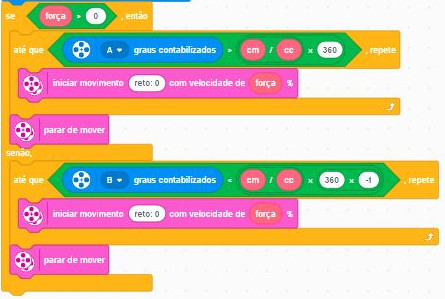 se força > 0 , então
até que A graus contabilizados > cm / cc × 360 , repete
iniciar movimento reto: 0 com velocidade de força %
parar de mover
senão,
até que B graus contabilizados < cm / cc × 360 × -1 , repete
iniciar movimento reto: 0 com velocidade de força %
parar de mover